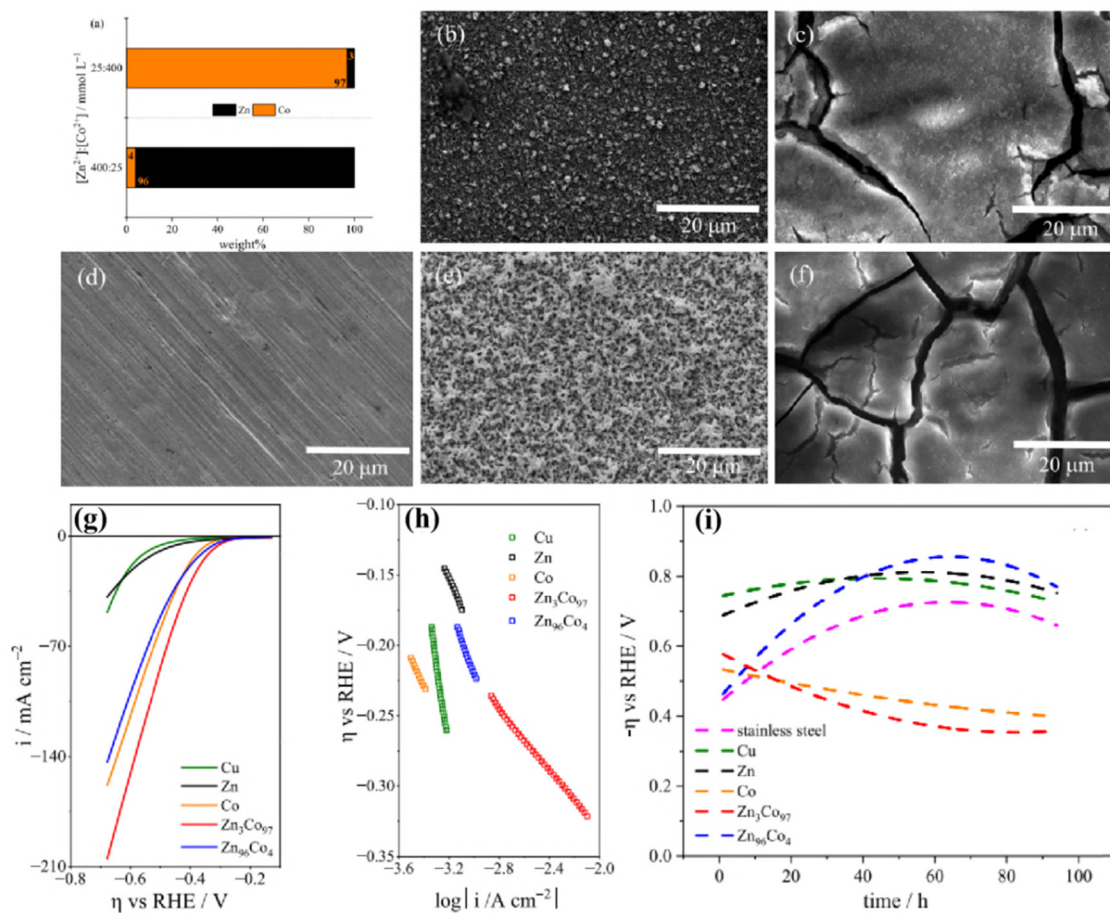 (a)
3
97
25:400
Zn Co
[Zn²⁺]:[Co²⁺] / mmol L⁻¹
4
96
400:25
0 20 40 60 80 100
weight%
(b)
20 μm
(c)
20 μm
(d)
20 μm
(e)
20 μm
(f)
20 μm
(g)
0
−70
−140
−210
i / mA cm⁻²
Cu
Zn
Co
Zn₃Co₉₇
Zn₉₆Co₄
−0.8 −0.6 −0.4 −0.2
η vs RHE / V
(h)
−0.10
−0.15
−0.20
−0.25
−0.30
−0.35
η vs RHE / V
Cu
Zn
Co
Zn₃Co₉₇
Zn₉₆Co₄
−3.6 −3.2 −2.8 −2.4 −2.0
log|i /A cm⁻²|
(i)
1.0
0.8
0.6
0.4
0.2
0.0
-η vs RHE / V
stainless steel
Cu
Zn
Co
Zn₃Co₉₇
Zn₉₆Co₄
0 20 40 60 80 100
time / h